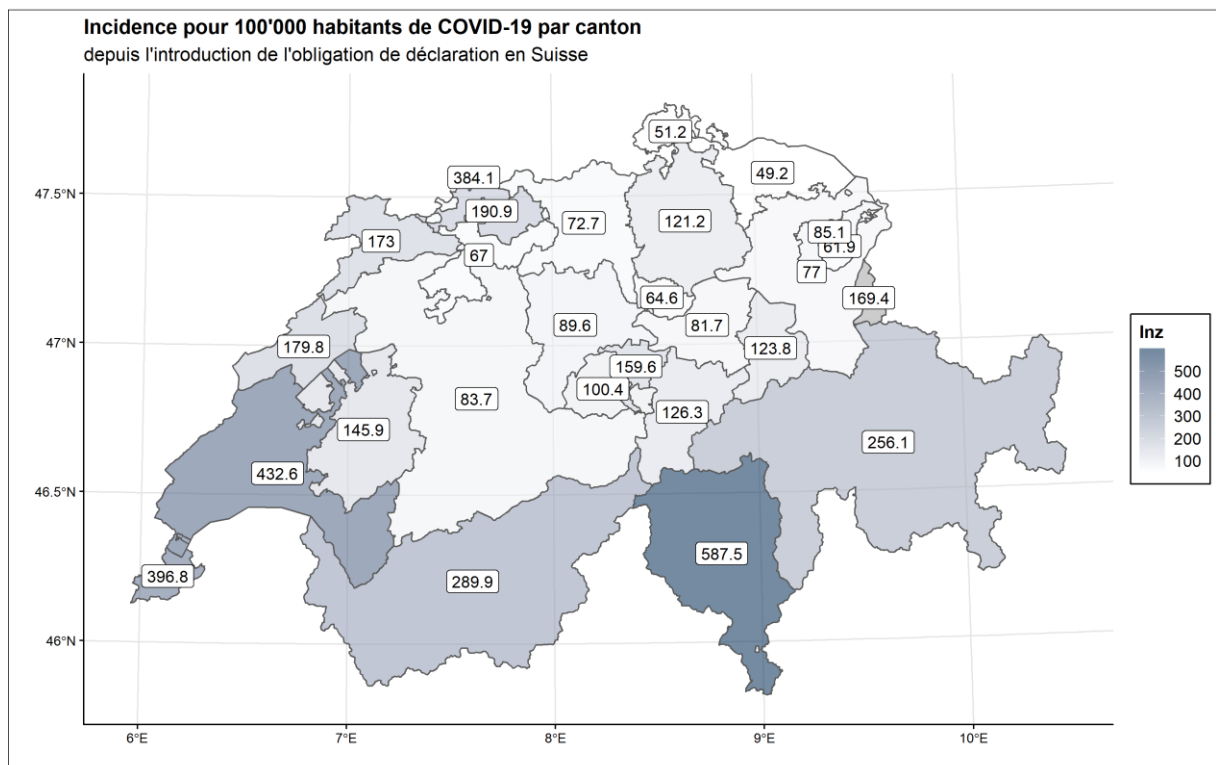 Incidence pour 100'000 habitants de COVID-19 par canton
depuis l'introduction de l'obligation de déclaration en Suisse
51.2
384.1
49.2
190.9
72.7
121.2
85.1
173
61.9
67
77
64.6
169.4
89.6
81.7
179.8
123.8
159.6
100.4
83.7
126.3
145.9
256.1
432.6
587.5
396.8
289.9
47.5°N
47°N
46.5°N
46°N
6°E
7°E
8°E
9°E
10°E
Inz
500
400
300
200
100